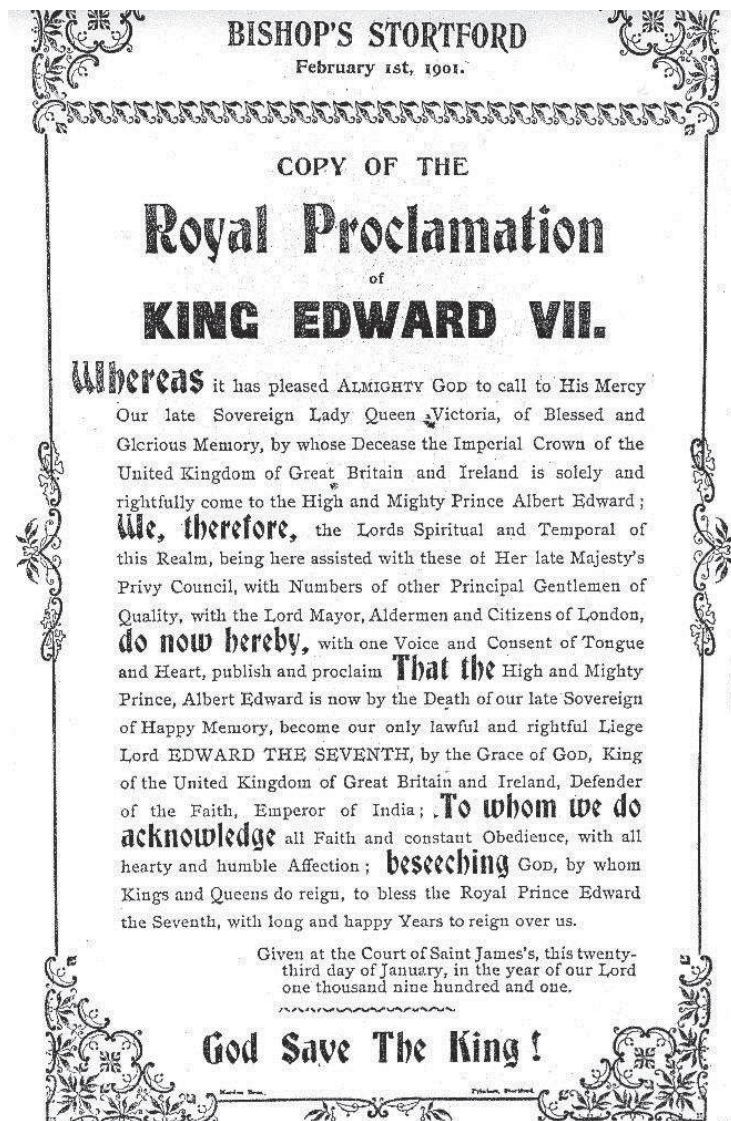 BISHOP'S STORTFORD
February 1st, 1901.
COPY OF THE
Royal Proclamation
of
KING EDWARD VII.
Whereas it has pleased ALMIGHTY GOD to call to His Mercy
Our late Sovereign Lady Queen Victoria, of Blessed and
Glorious Memory, by whose Decease the Imperial Crown of the
United Kingdom of Great Britain and Ireland is solely and
rightfully come to the High and Mighty Prince Albert Edward;
We, therefore, the Lords Spiritual and Temporal of
this Realm, being here assisted with these of Her late Majesty's
Privy Council, with Numbers of other Principal Gentlemen of
Quality, with the Lord Mayor, Aldermen and Citizens of London,
do now hereby, with one Voice and Consent of Tongue
and Heart, publish and proclaim That the High and Mighty
Prince, Albert Edward is now by the Death of our late Sovereign
of Happy Memory, become our only lawful and rightful Liege
Lord EDWARD THE SEVENTH, by the Grace of GOD, King
of the United Kingdom of Great Britain and Ireland, Defender
of the Faith, Emperor of India; To whom we do
acknowledge all Faith and constant Obedience, with all
hearty and humble Affection; beseeching GOD, by whom
Kings and Queens do reign, to bless the Royal Prince Edward
the Seventh, with long and happy Years to reign over us.
Given at the Court of Saint James's, this twenty-
third day of January, in the year of our Lord
one thousand nine hundred and one.
God Save The King!
Printers, Stortford.